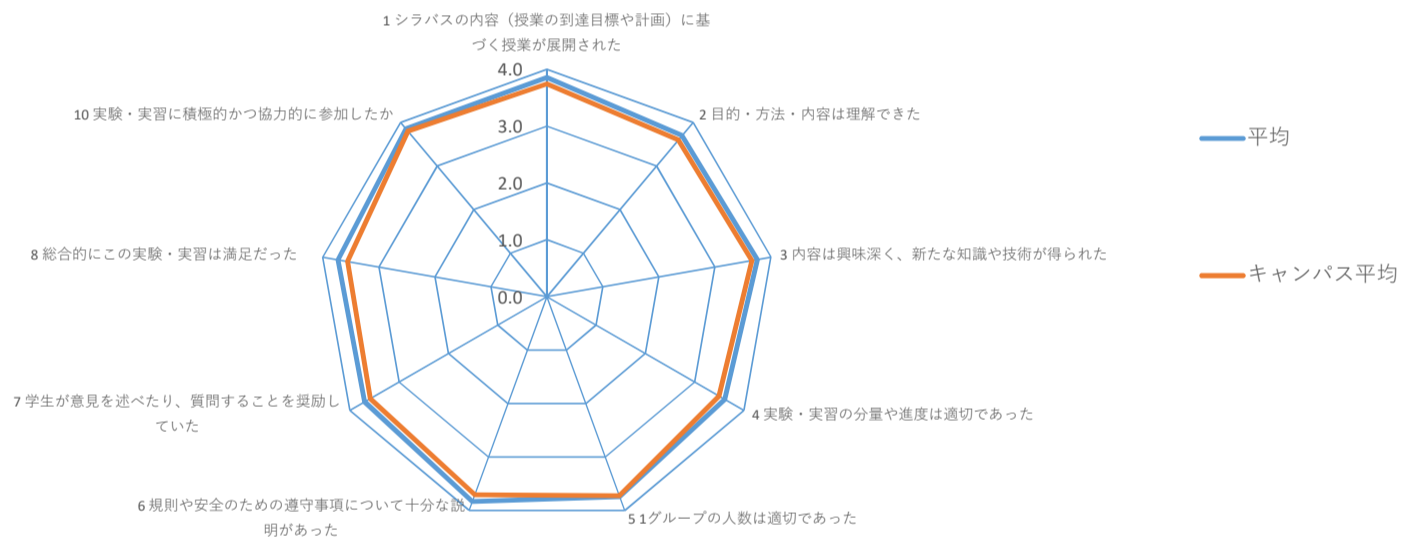 1 シラバスの内容（授業の到達目標や計画）に基
づく授業が展開された
4.0
3.0
2.0
1.0
0.0
2 目的・方法・内容は理解できた
3 内容は興味深く、新たな知識や技術が得られた
4 実験・実習の分量や進度は適切であった
5 1グループの人数は適切であった
6 規則や安全のための遵守事項について十分な説
明があった
7 学生が意見を述べたり、質問することを奨励し
ていた
8 総合的にこの実験・実習は満足だった
10 実験・実習に積極的かつ協力的に参加したか
平均
キャンパス平均